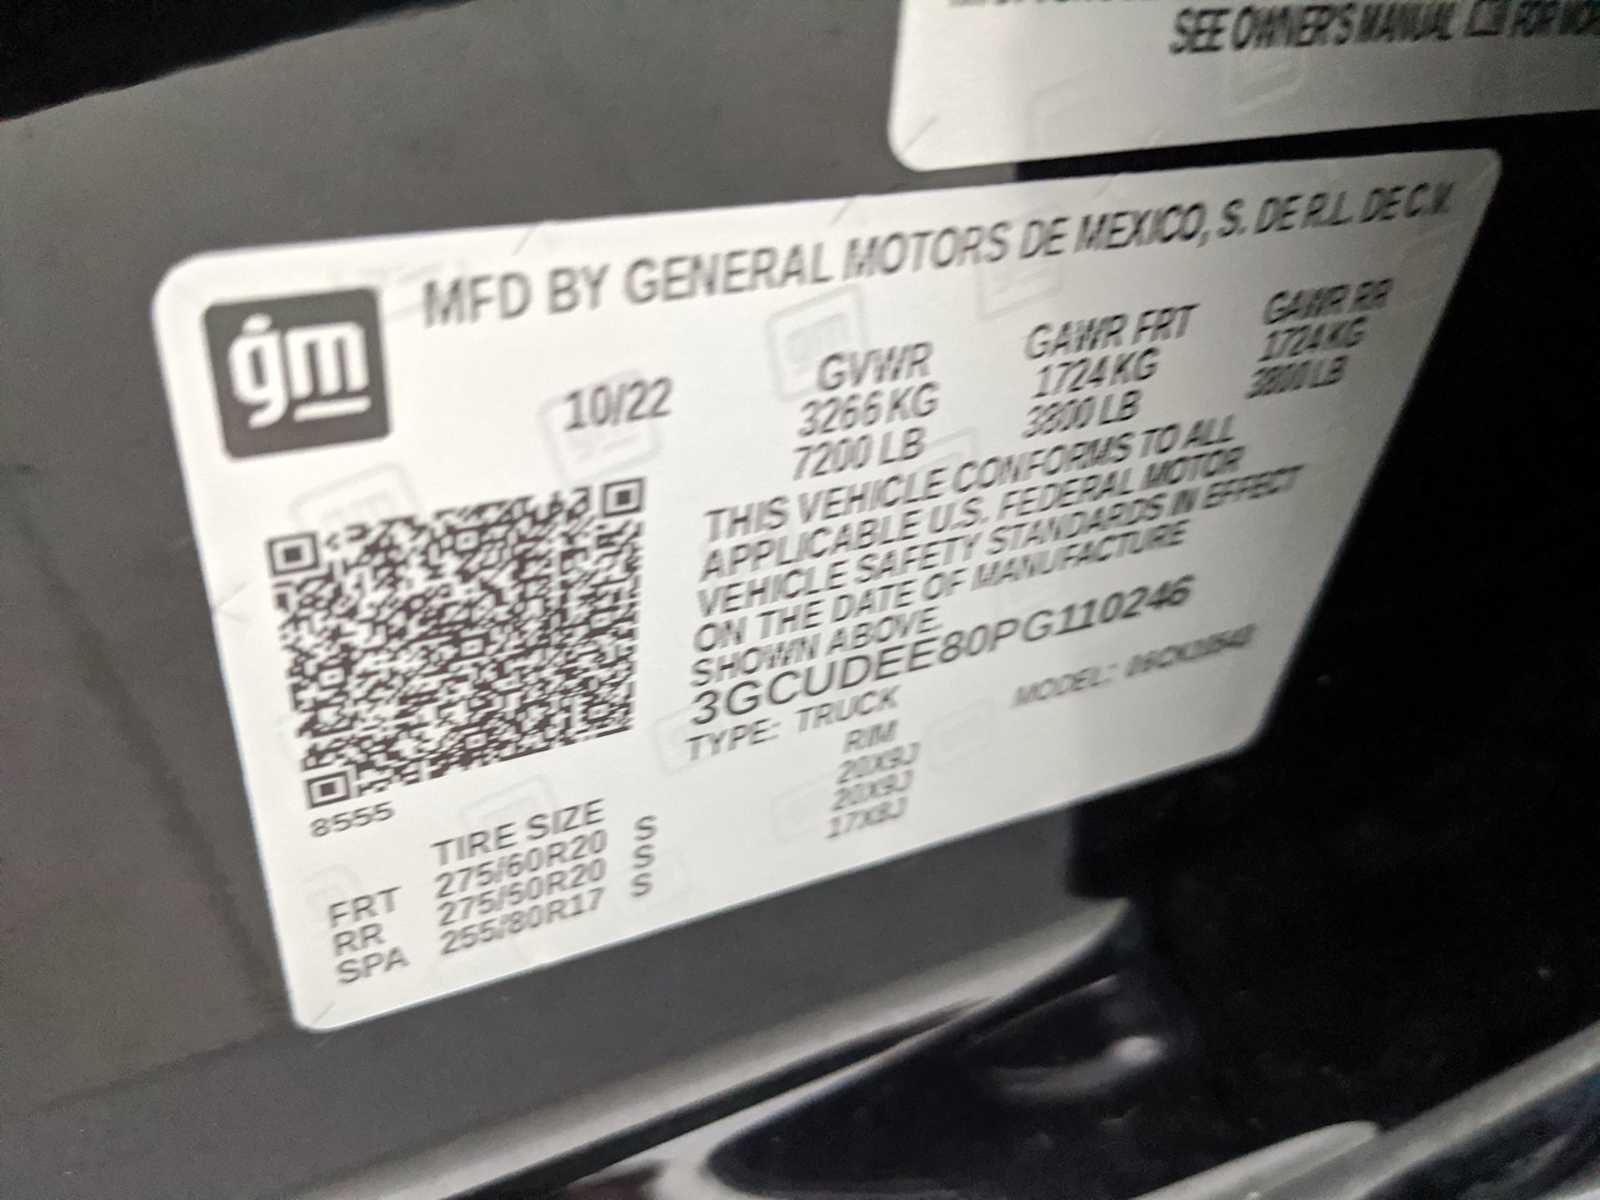 SEE OWNER'S MANUAL FOR
gm
MFD BY GENERAL MOTORS DE MEXICO, S. DE R.L. DE C.V.
10/22 GVWR GAWR FRT GAWR RR
3266 KG 1724 KG 1724 KG
7200 LB 3800 LB 3800 LB
THIS VEHICLE CONFORMS TO ALL
APPLICABLE U.S. FEDERAL MOTOR
VEHICLE SAFETY STANDARDS IN EFFECT
ON THE DATE OF MANUFACTURE
SHOWN ABOVE.
3GCUDEE80PG110246
TYPE: TRUCK MODEL:
8555
TIRE SIZE RIM
FRT 275/60R20 S 20X9J
RR 275/60R20 S 20X9J
SPA 255/80R17 S 17X8J